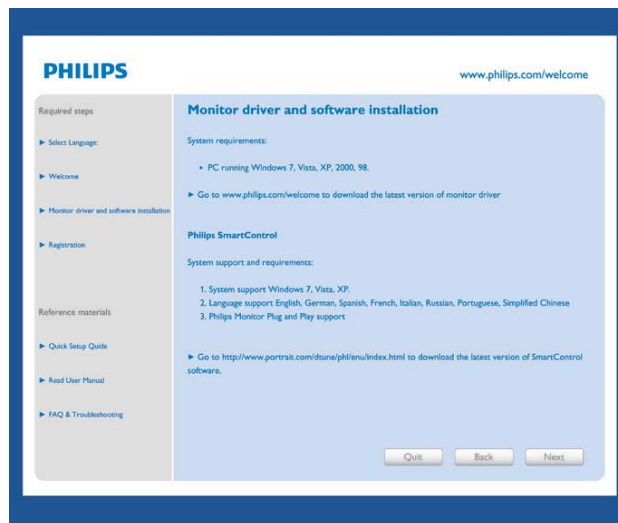 PHILIPS
www.philips.com/welcome
Required steps
► Select Language:
► Welcome
► Monitor driver and software installation
► Registration
Reference materials
► Quick Setup Quide
► Read User Manual
► FAQ & Troubleshooting
Monitor driver and software installation
System requirements:
• PC running Windows 7, Vista, XP, 2000, 98.
► Go to www.philips.com/welcome to download the latest version of monitor driver
Philips SmartControl
System support and requirements:
1. System support Windows 7, Vista, XP.
2. Language support English, German, Spanish, French, Italian, Russian, Portuguese, Simplified Chinese
3. Philips Monitor Plug and Play support
► Go to http://www.portrait.com/dtune/phl/enu/index.html to download the latest version of SmartControl
software.
Quit
Back
Next